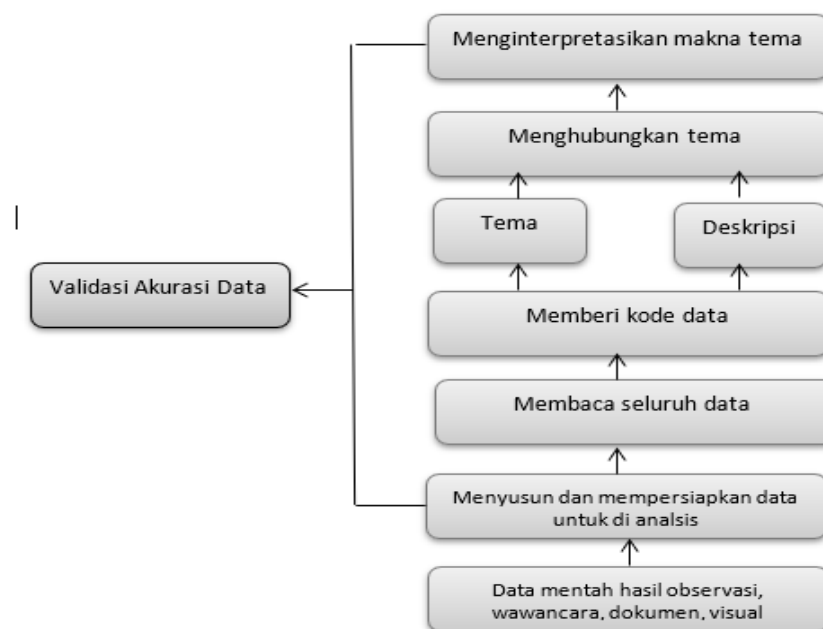 Menginterpretasikan makna tema
Menghubungkan tema
Tema
Deskripsi
Validasi Akurasi Data
Memberi kode data
Membaca seluruh data
Menyusun dan mempersiapkan data
untuk di analsis
Data mentah hasil observasi,
wawancara, dokumen, visual